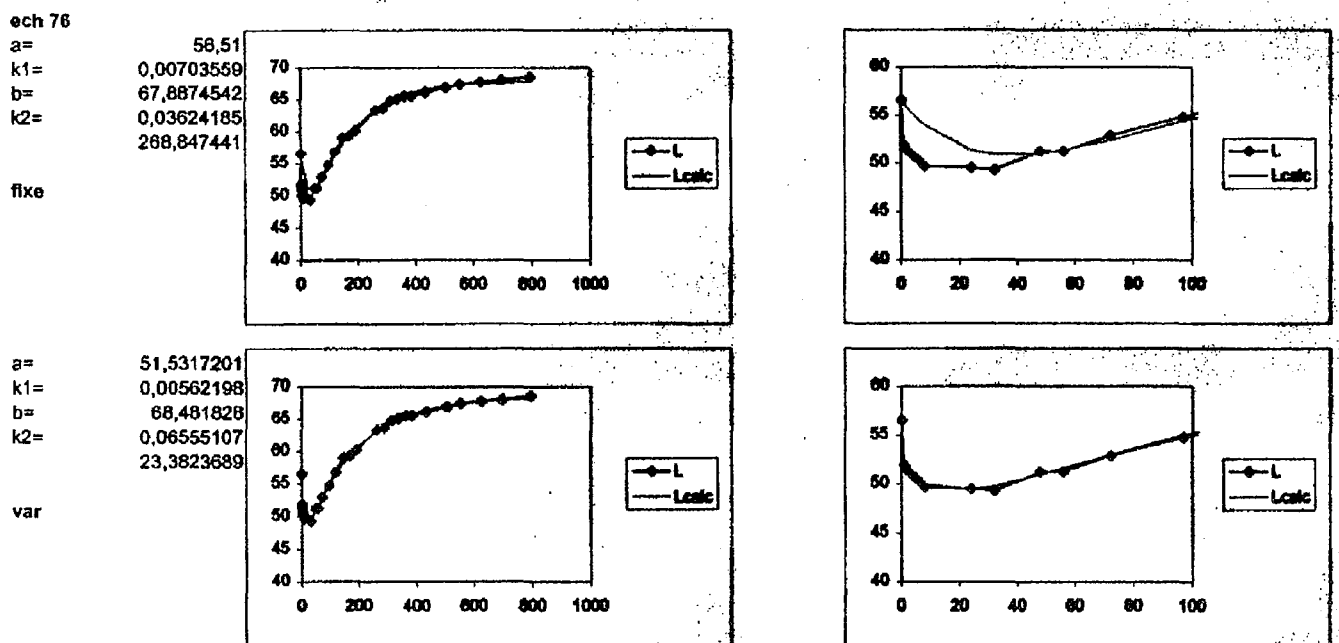 ech 76
a= 58,51
k1= 0,00703559
b= 67,8874542
k2= 0,03624185
268,847441
fixe
70
65
60
55
50
45
40
0 200 400 600 800 1000
L
Lcalc
60
55
50
45
40
0 20 40 60 80 100
L
Lcalc
a= 51,5317201
k1= 0,00562198
b= 68,481828
k2= 0,06555107
23,3823689
var
70
65
60
55
50
45
40
0 200 400 600 800 1000
L
Lcalc
60
55
50
45
40
0 20 40 60 80 100
L
Lcalc